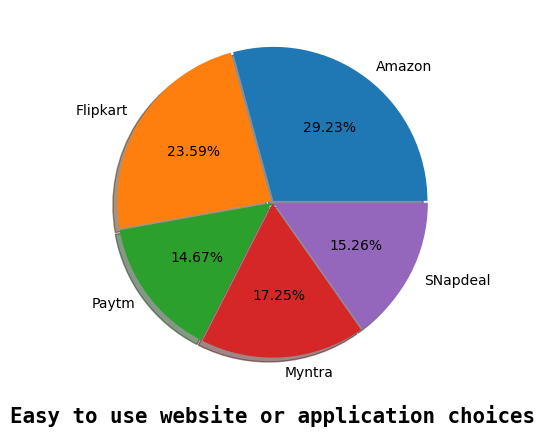 Amazon
Flipkart
29.23%
23.59%
15.26%
14.67%
SNapdeal
17.25%
Paytm
Myntra
Easy to use website or application choices